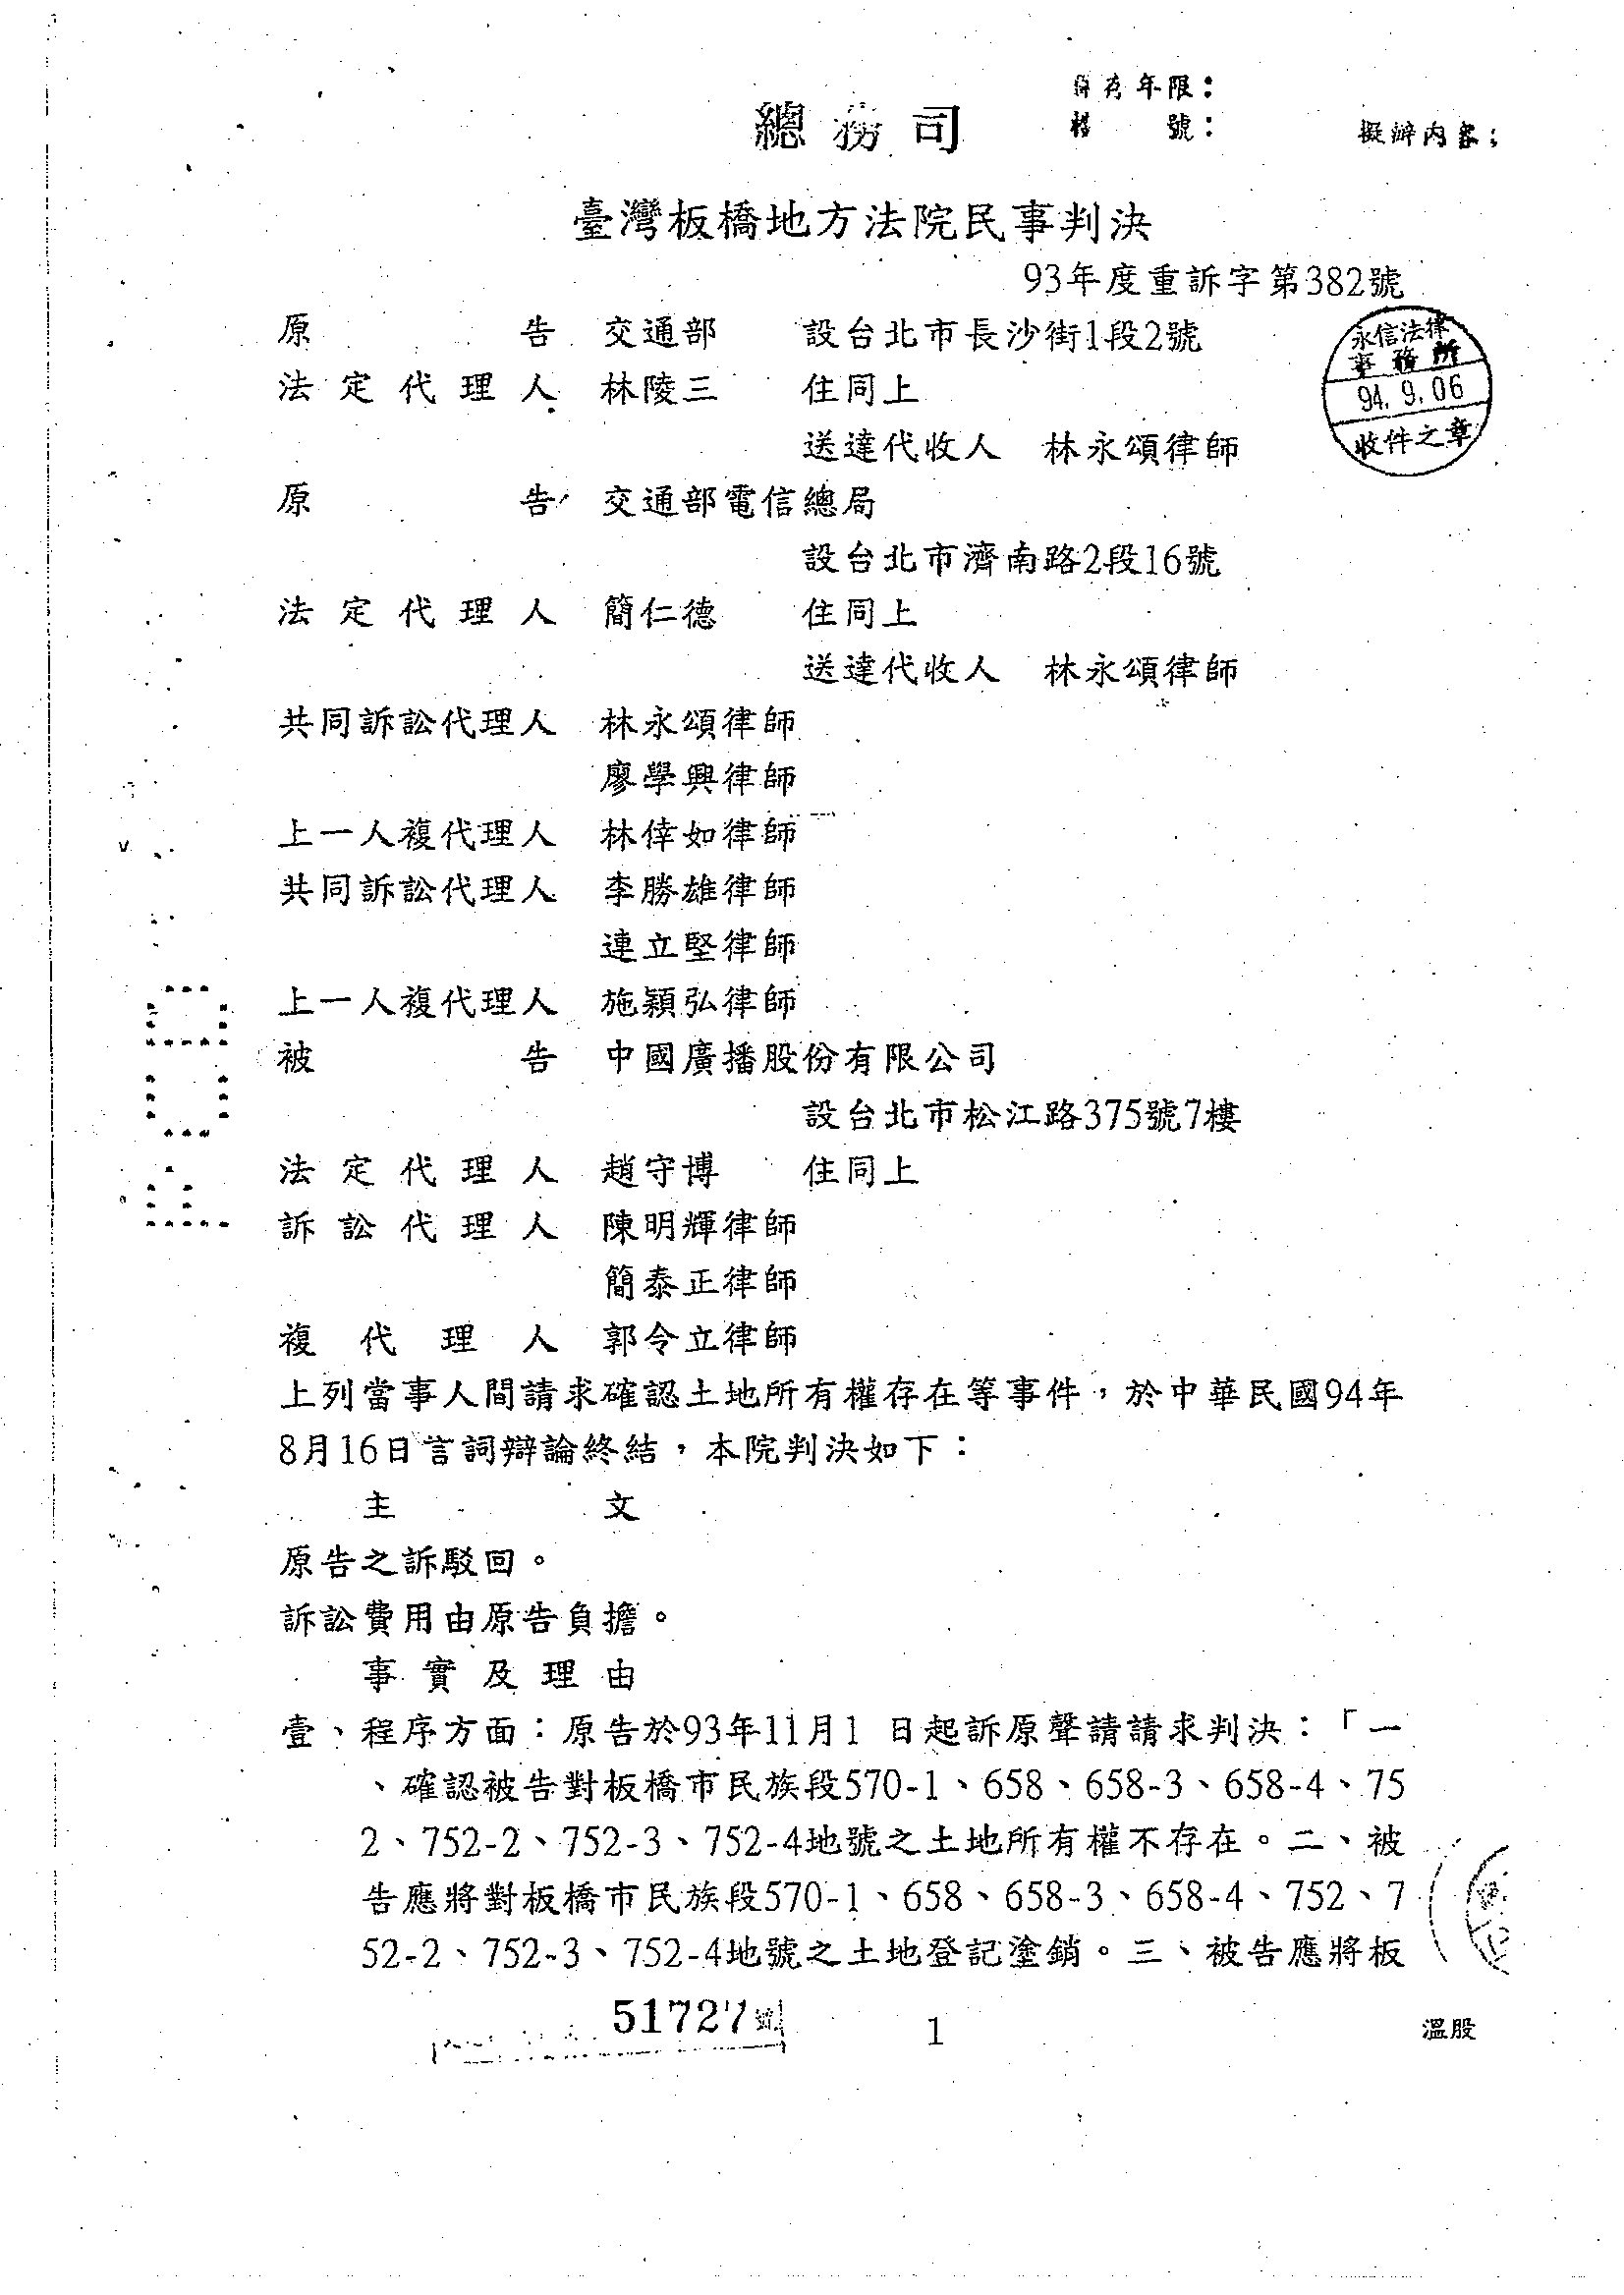 保存年限：
總務司
檔號：
擬辦內容：
臺灣板橋地方法院民事判決
93年度重訴字第382號
原告 交通部 設台北市長沙街1段2號
法定代理人 林陵三 住同上
送達代收人 林永頌律師
永信法律
事務所
94.9.06
收件之章
原告 交通部電信總局
設台北市濟南路2段16號
法定代理人 簡仁德 住同上
送達代收人 林永頌律師
共同訴訟代理人 林永頌律師
廖學興律師
上一人複代理人 林倖如律師
共同訴訟代理人 李勝雄律師
連立堅律師
上一人複代理人 施穎弘律師
被告 中國廣播股份有限公司
設台北市松江路375號7樓
法定代理人 趙守博 住同上
訴訟代理人 陳明輝律師
簡泰正律師
複代理人 郭令立律師
上列當事人間請求確認土地所有權存在等事件，於中華民國94年
8月16日言詞辯論終結，本院判決如下：
主文
原告之訴駁回。
訴訟費用由原告負擔。
事實及理由
壹、程序方面：原告於93年11月1 日起訴原聲請請求判決：「一
、確認被告對板橋市民族段570-1、658、658-3、658-4、75
2、752-2、752-3、752-4地號之土地所有權不存在。二、被
告應將對板橋市民族段570-1、658、658-3、658-4、752、7
52-2、752-3、752-4地號之土地登記塗銷。三、被告應將板
51727號
1
溫股